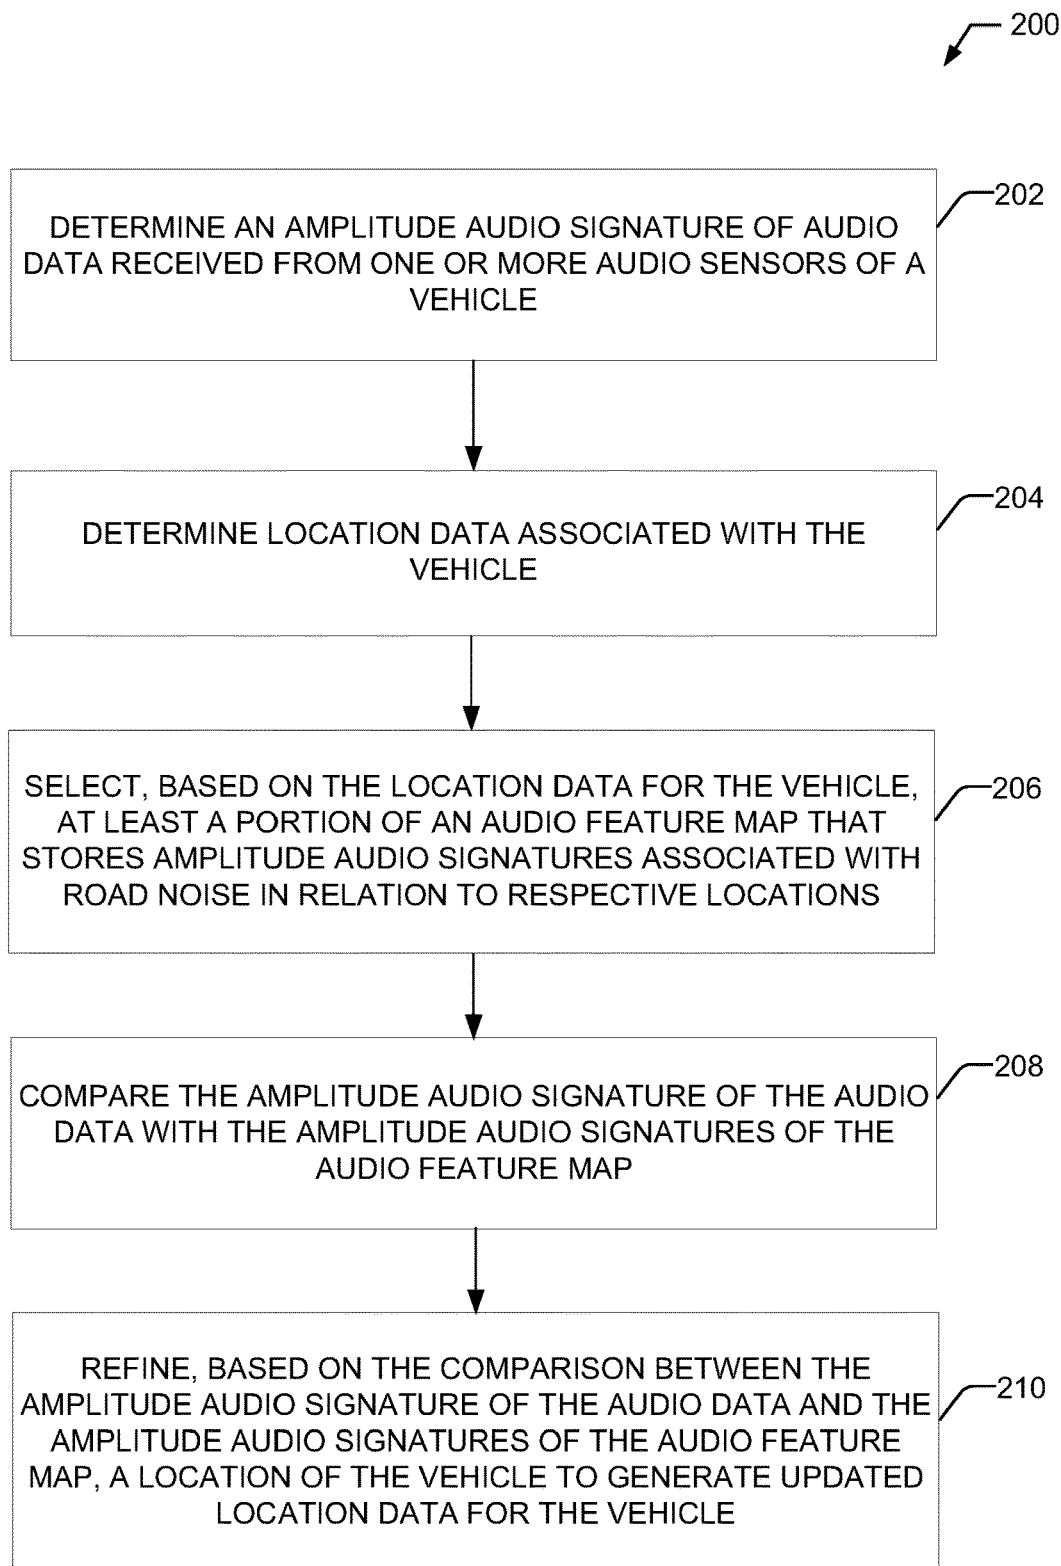 200
202
DETERMINE AN AMPLITUDE AUDIO SIGNATURE OF AUDIO
DATA RECEIVED FROM ONE OR MORE AUDIO SENSORS OF A
VEHICLE
204
DETERMINE LOCATION DATA ASSOCIATED WITH THE
VEHICLE
206
SELECT, BASED ON THE LOCATION DATA FOR THE VEHICLE,
AT LEAST A PORTION OF AN AUDIO FEATURE MAP THAT
STORES AMPLITUDE AUDIO SIGNATURES ASSOCIATED WITH
ROAD NOISE IN RELATION TO RESPECTIVE LOCATIONS
208
COMPARE THE AMPLITUDE AUDIO SIGNATURE OF THE AUDIO
DATA WITH THE AMPLITUDE AUDIO SIGNATURES OF THE
AUDIO FEATURE MAP
210
REFINE, BASED ON THE COMPARISON BETWEEN THE
AMPLITUDE AUDIO SIGNATURE OF THE AUDIO DATA AND THE
AMPLITUDE AUDIO SIGNATURES OF THE AUDIO FEATURE
MAP, A LOCATION OF THE VEHICLE TO GENERATE UPDATED
LOCATION DATA FOR THE VEHICLE